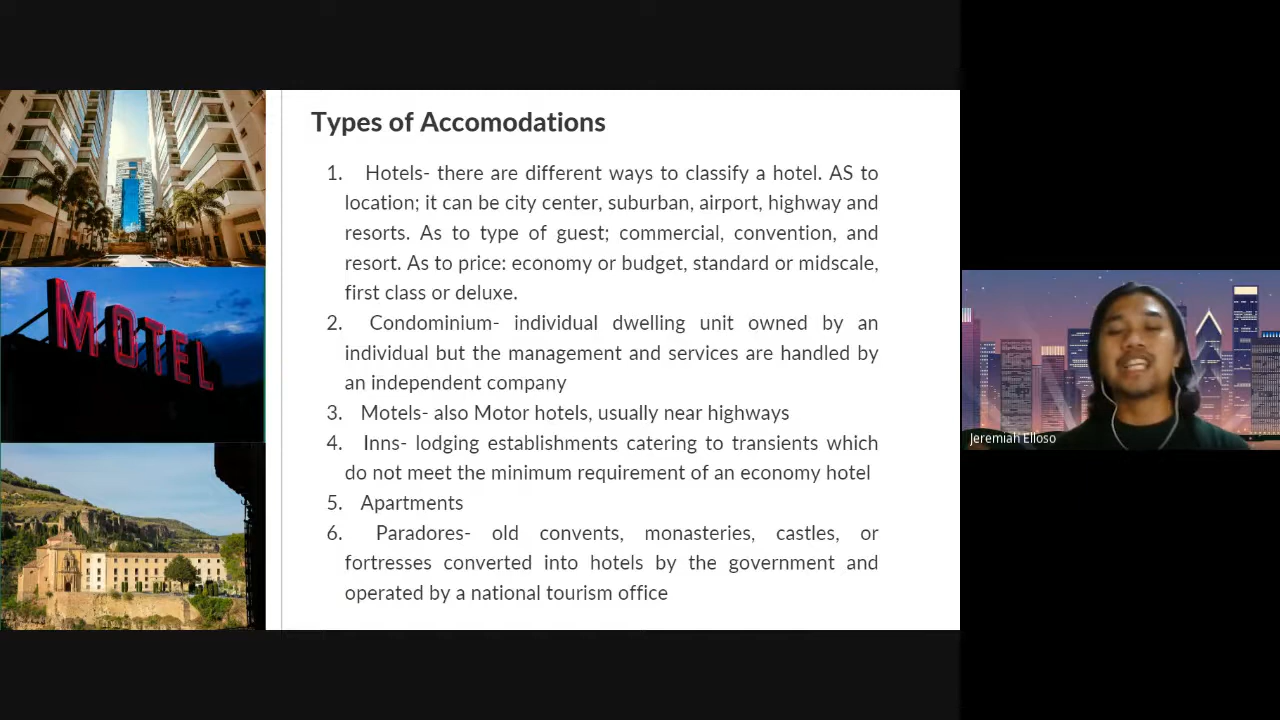 Types of Accomodations
1. Hotels- there are different ways to classify a hotel. AS to
location; it can be city center, suburban, airport, highway and
resorts. As to type of guest; commercial, convention, and
resort. As to price: economy or budget, standard or midscale,
first class or deluxe.
2. Condominium- individual dwelling unit owned by an
individual but the management and services are handled by
an independent company
3. Motels- also Motor hotels, usually near highways
4. Inns- lodging establishments catering to transients which
do not meet the minimum requirement of an economy hotel
5. Apartments
6. Paradores- old convents, monasteries, castles, or
fortresses converted into hotels by the government and
operated by a national tourism office
MOTEL
Jeremiah Elloso